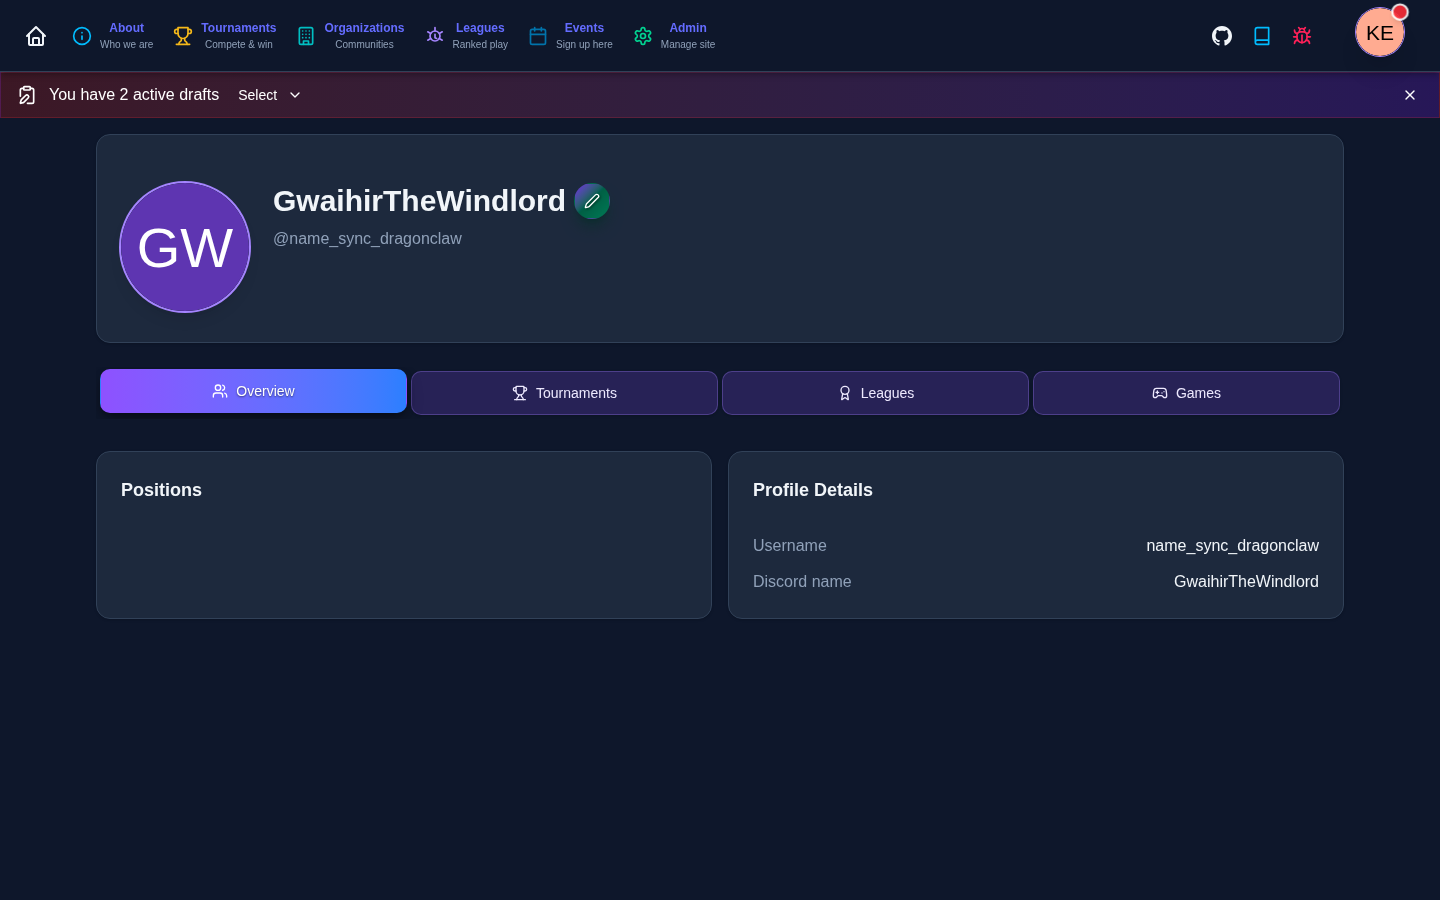 About
Who we are
Tournaments
Compete & win
Organizations
Communities
Leagues
Ranked play
Events
Sign up here
Admin
Manage site
KE
You have 2 active drafts
Select
GW
GwaihirTheWindlord
@name_sync_dragonclaw
Overview
Tournaments
Leagues
Games
Positions
Profile Details
Username name_sync_dragonclaw
Discord name GwaihirTheWindlord